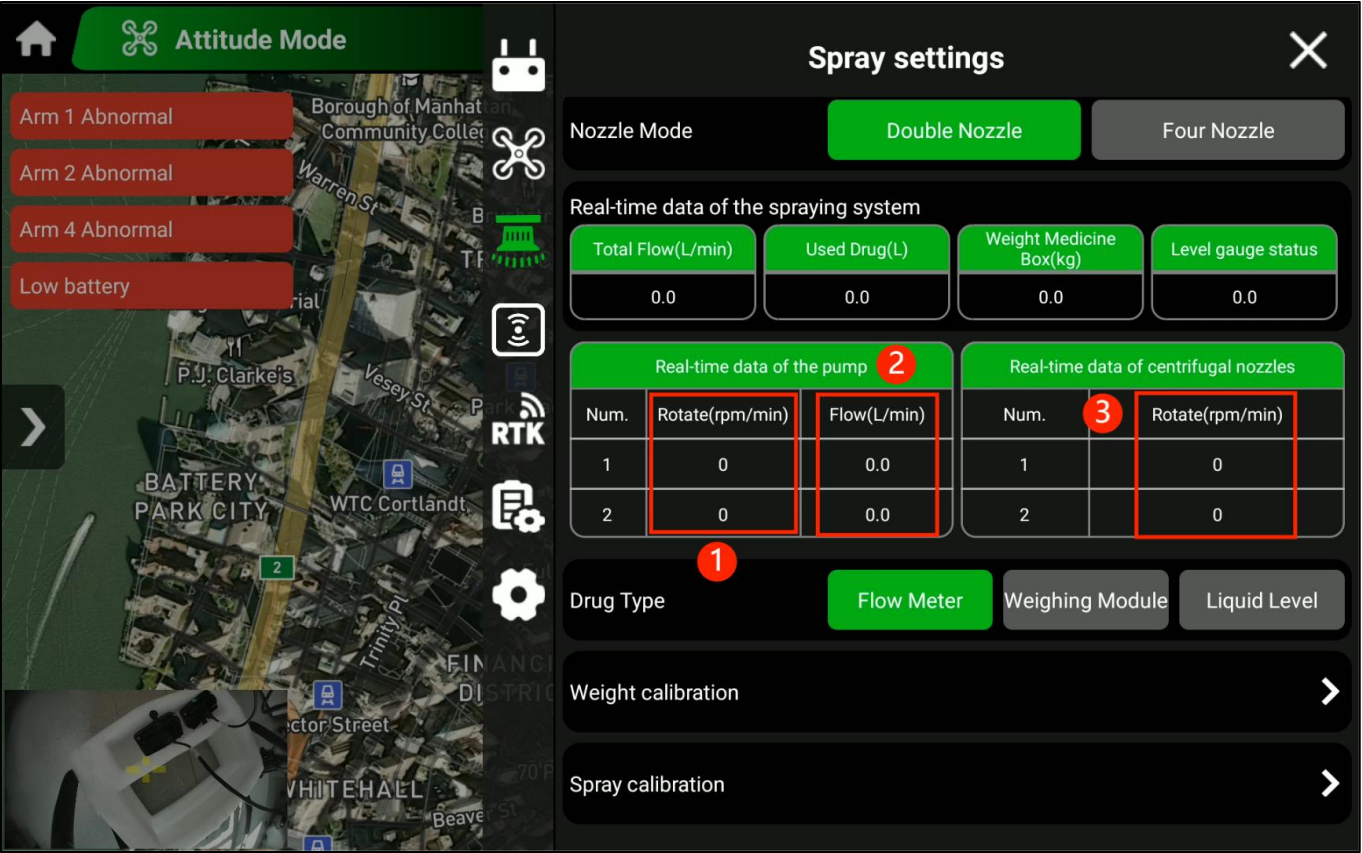 Attitude Mode
Arm 1 Abnormal
Arm 2 Abnormal
Arm 4 Abnormal
Low battery
Borough of Manhattan
Community Colle
Warren St
P.J. Clarke's
Vesey St
BATTERY
PARK CITY
WTC Cortlandt
2
Trinity Pl
FINANCI
DISTRIC
ector Street
WHITEHALL
Beaver St
RTK
Spray settings
Nozzle Mode
Double Nozzle
Four Nozzle
Real-time data of the spraying system
Total Flow(L/min)
Used Drug(L)
Weight Medicine
Box(kg)
Level gauge status
0.0
0.0
0.0
0.0
Real-time data of the pump
2
Num.
Rotate(rpm/min)
Flow(L/min)
1
0
0.0
2
0
0.0
1
Real-time data of centrifugal nozzles
Num.
3
Rotate(rpm/min)
1
0
2
0
Drug Type
Flow Meter
Weighing Module
Liquid Level
Weight calibration
Spray calibration